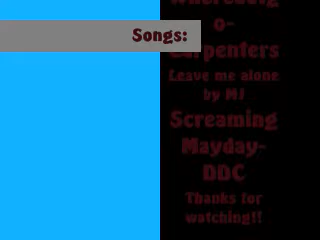 Songs:
o-
Carpenters
Leave me alone
by MJ
Screaming
Mayday-
DDC
Thanks for
watching!!